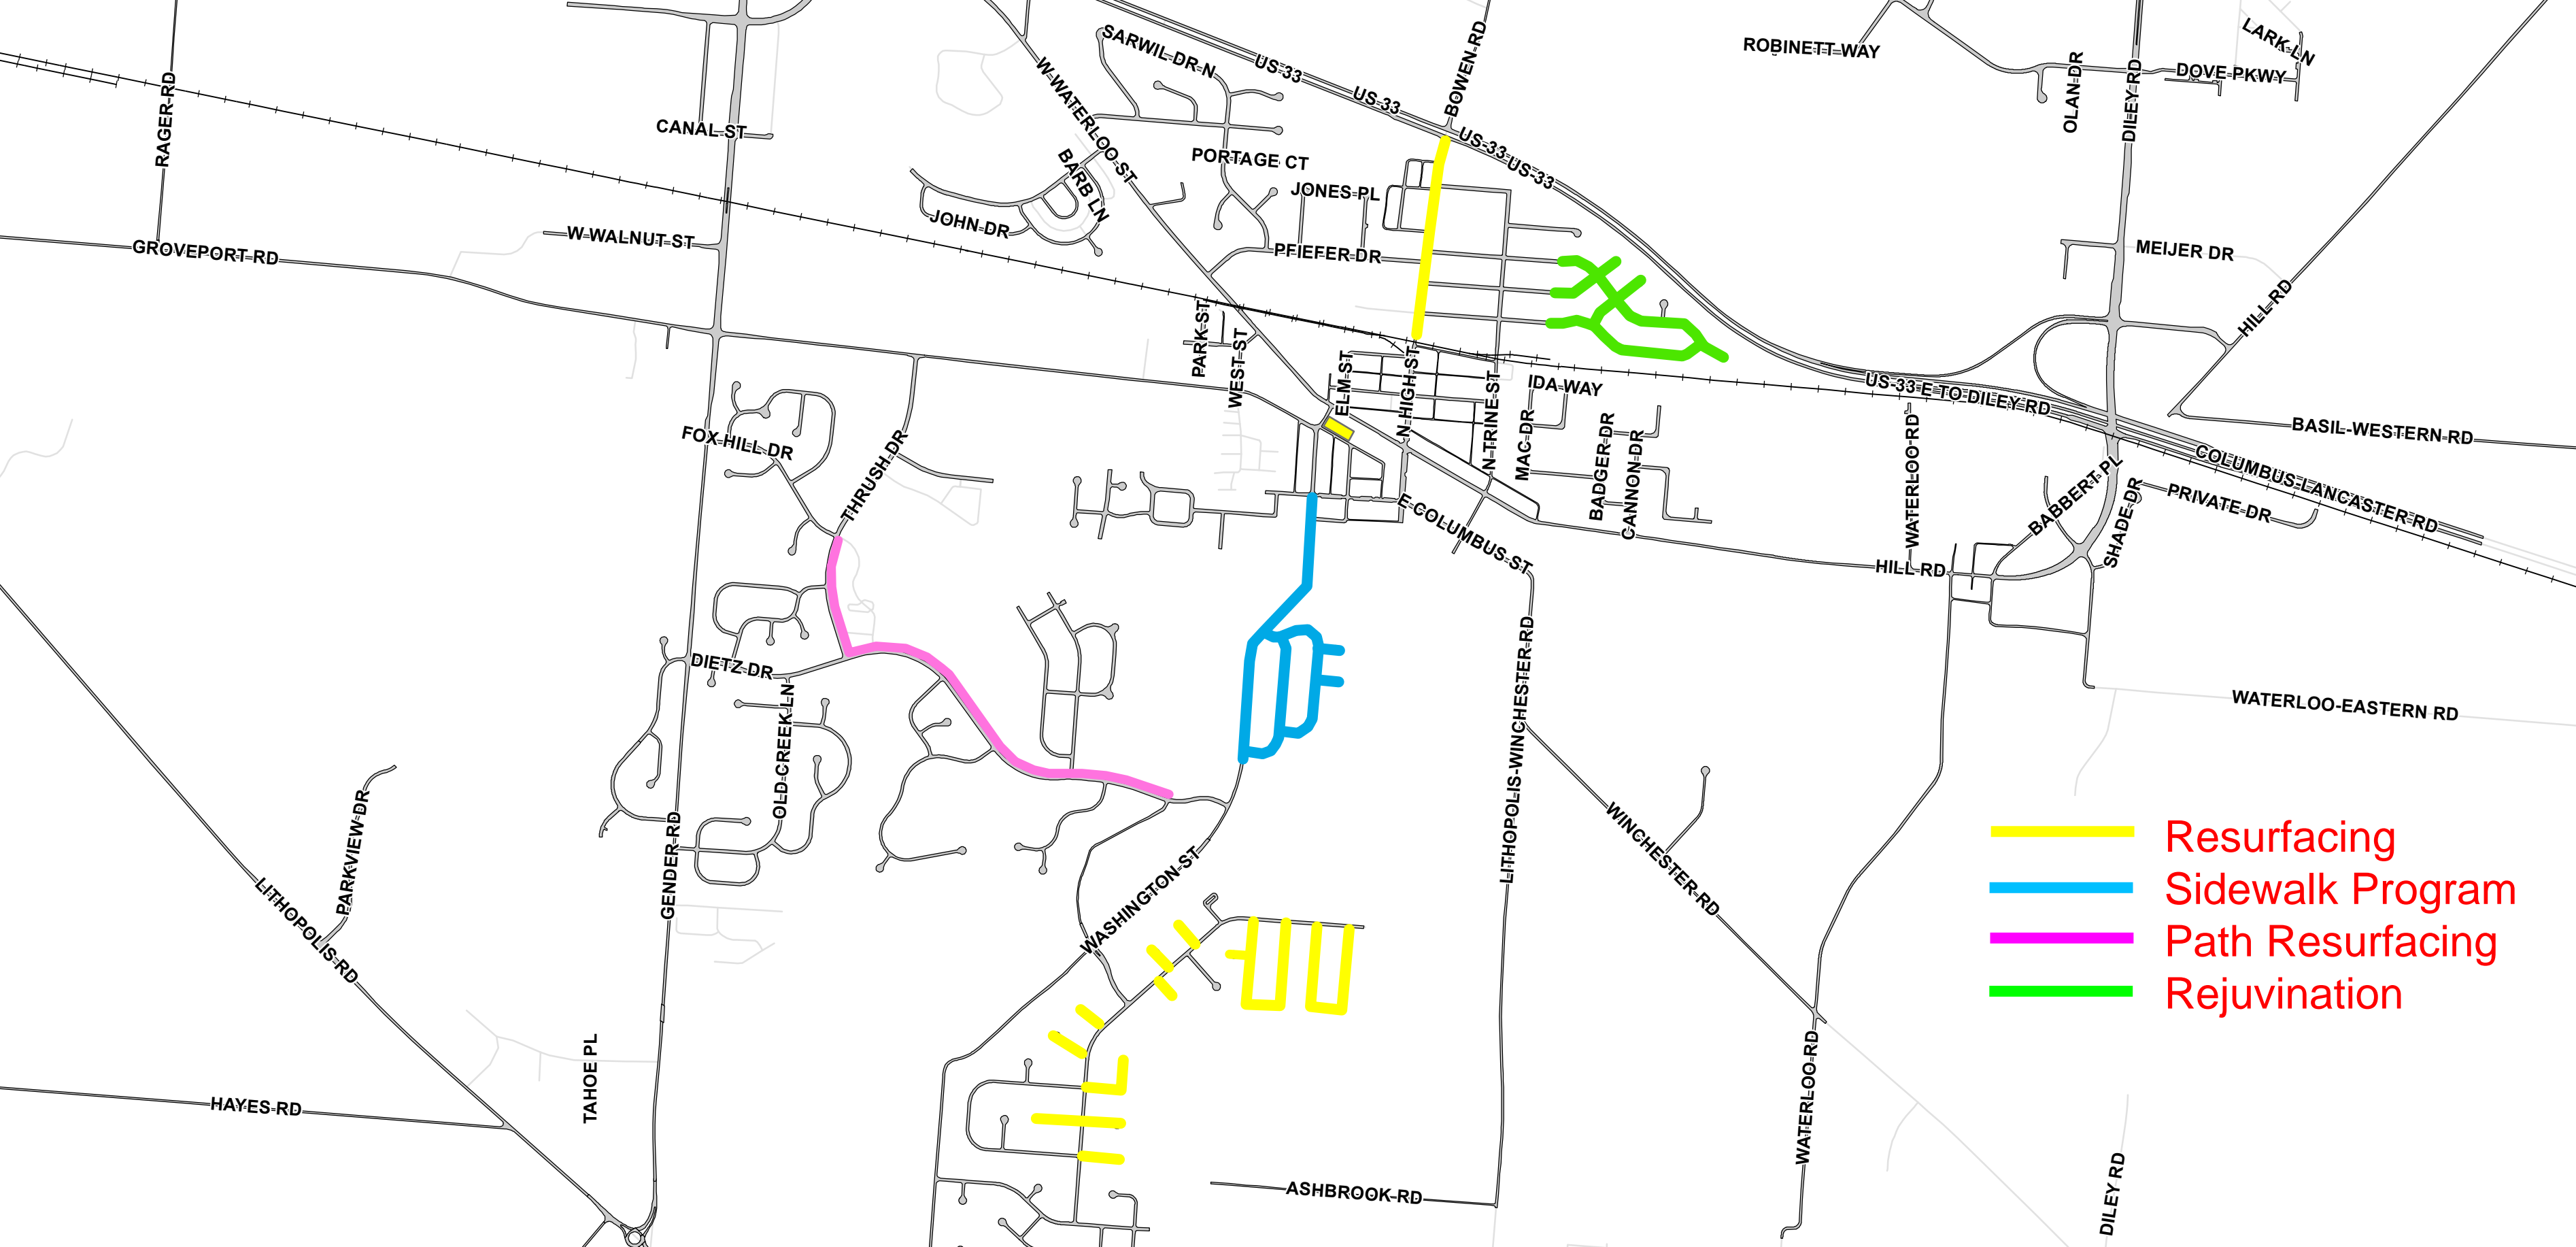 LARK LN
SARWIL DR N
US-33
BOWEN RD
ROBINETT WAY
OLAN DR
DILEY RD
DOVE PKWY
RAGER RD
W WATERLOO ST
US-33
CANAL ST
US-33
US-33
PORTAGE CT
BARB LN
JONES PL
JOHN DR
W WALNUT ST
GROVEPORT RD
PFIEFER DR
MEIJER DR
HILL RD
PARK ST
WEST ST
ELM ST
N HIGH ST
N TRINE ST
IDA WAY
US-33 E TO DILEY RD
MAC DR
BADGER DR
CANNON DR
WATERLOO RD
BASIL-WESTERN RD
FOX HILL DR
THRUSH DR
COLUMBUS-LANCASTER RD
BABBERT PL
SHADE DR
PRIVATE DR
E COLUMBUS ST
HILL RD
DIETZ DR
OLD CREEK LN
LITHOPOLIS-WINCHESTER RD
WATERLOO-EASTERN RD
PARKVIEW DR
GENDER RD
WINCHESTER RD
Resurfacing
Sidewalk Program
Path Resurfacing
Rejuvination
LITHOPOLIS RD
WASHINGTON ST
TAHOE PL
HAYES RD
WATERLOO RD
ASHBROOK RD
DILEY RD